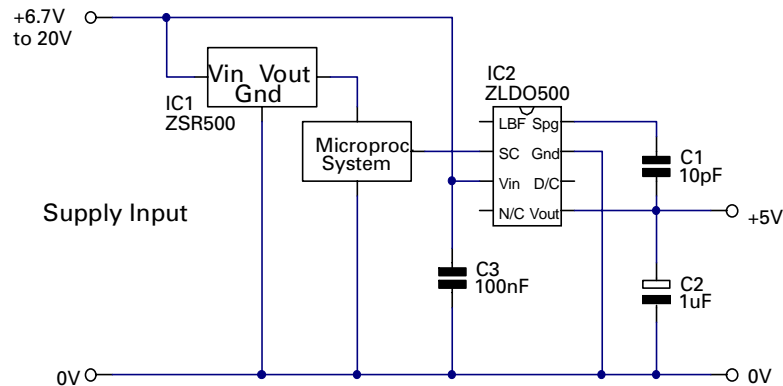 +6.7V
to 20V
Vin Vout
Gnd
IC1
ZSR500
Microproc
System
IC2
ZLDO500
LBF Spg
SC Gnd
Vin D/C
N/C Vout
C1
10pF
Supply Input
+5V
C3
100nF
C2
1uF
0V
0V